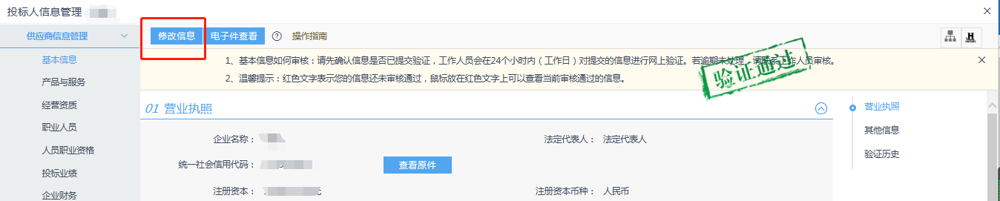 投标人信息管理
供应商信息管理
修改信息 电子件查看 ? 操作指南
H
基本信息
产品与服务
经营资质
职业人员
人员职业资格
投标业绩
企业财务
1、基本信息如何审核：请先确认信息是否已提交验证，工作人员会在24个小时内（工作日）对提交的信息进行网上验证。若逾期未处理，请联系工作人员审核。
2、温馨提示：红色文字表示您的信息还未审核通过，鼠标放在红色文字上可以查看当前审核通过的信息。
验证通过
01 营业执照
企业名称： 法定代表人： 法定代表人
统一社会信用代码： 查看原件
注册资本： 元 注册资本币种： 人民币
营业执照
其他信息
验证历史